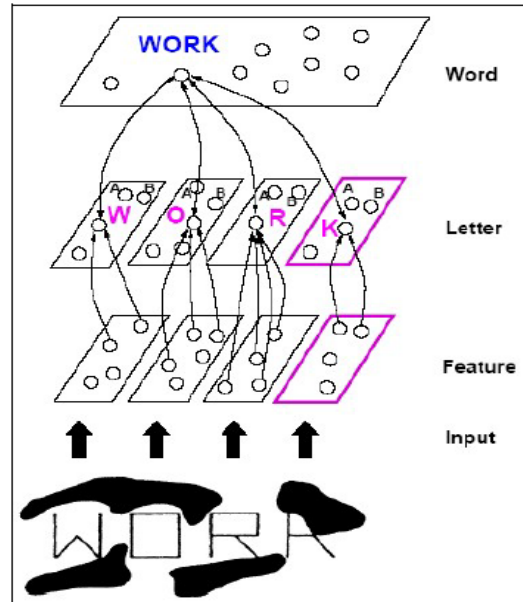 WORK
Word
A B A B A B A B
W O R K
Letter
Feature
Input
W O R